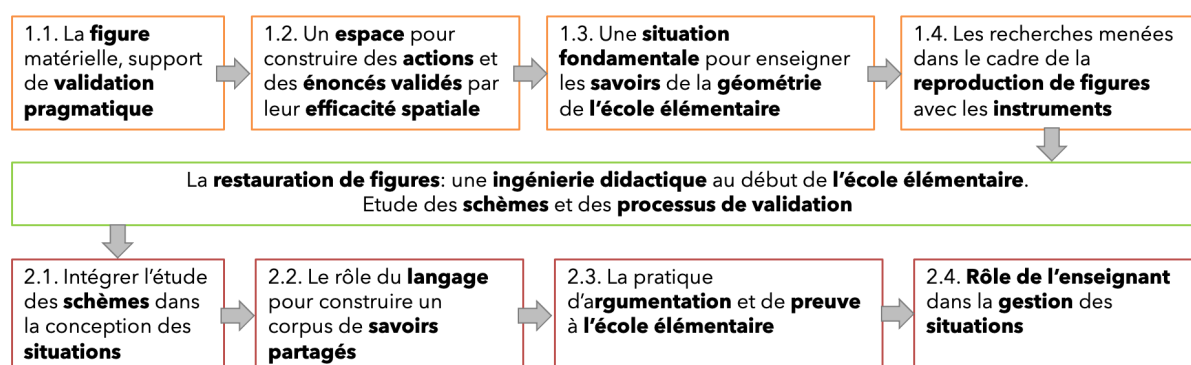 1.1. La figure
matérielle, support
de validation
pragmatique
1.2. Un espace pour
construire des actions et
des énoncés validés par
leur efficacité spatiale
1.3. Une situation
fondamentale pour enseigner
les savoirs de la géométrie
de l'école élémentaire
1.4. Les recherches menées
dans le cadre de la
reproduction de figures
avec les instruments
La restauration de figures: une ingénierie didactique au début de l'école élémentaire.
Etude des schèmes et des processus de validation
2.1. Intégrer l'étude
des schèmes dans
la conception des
situations
2.2. Le rôle du langage
pour construire un
corpus de savoirs
partagés
2.3. La pratique
d'argumentation et de preuve
à l'école élémentaire
2.4. Rôle de l'enseignant
dans la gestion des
situations